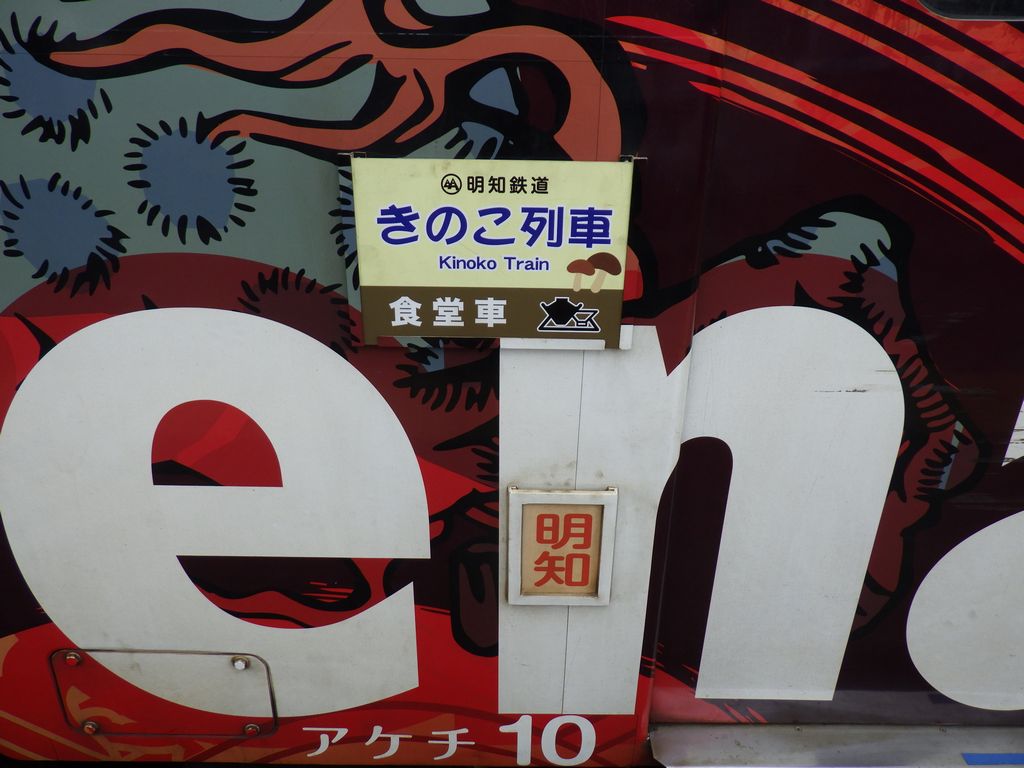 明知鉄道
きのこ列車
Kinoko Train
食堂車
en
明知
アケチ 10